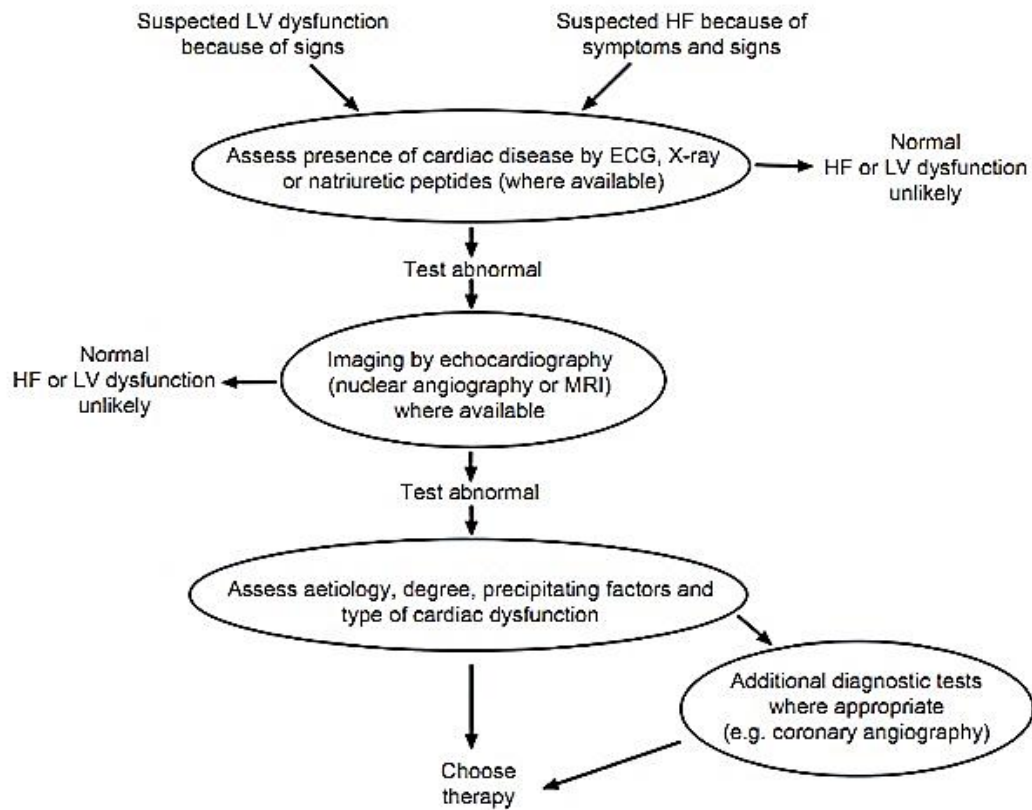 Suspected LV dysfunction
because of signs
Suspected HF because of
symptoms and signs
Assess presence of cardiac disease by ECG, X-ray
or natriuretic peptides (where available)
Normal
HF or LV dysfunction
unlikely
Test abnormal
Imaging by echocardiography
(nuclear angiography or MRI)
where available
Normal
HF or LV dysfunction
unlikely
Test abnormal
Assess aetiology, degree, precipitating factors and
type of cardiac dysfunction
Additional diagnostic tests
where appropriate
(e.g. coronary angiography)
Choose
therapy